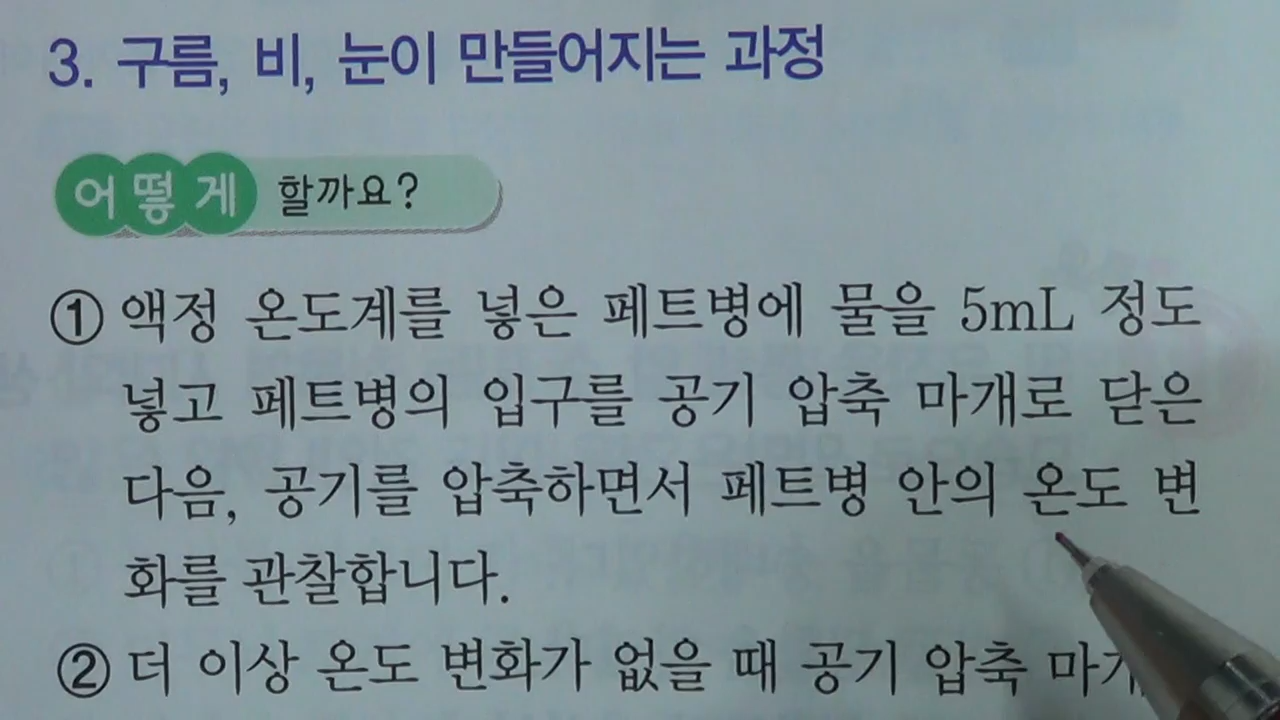 3. 구름, 비, 눈이 만들어지는 과정
어떻게 할까요?
① 액정 온도계를 넣은 페트병에 물을 5mL 정도
넣고 페트병의 입구를 공기 압축 마개로 닫은
다음, 공기를 압축하면서 페트병 안의 온도 변
화를 관찰합니다.
② 더 이상 온도 변화가 없을 때 공기 압축 마개